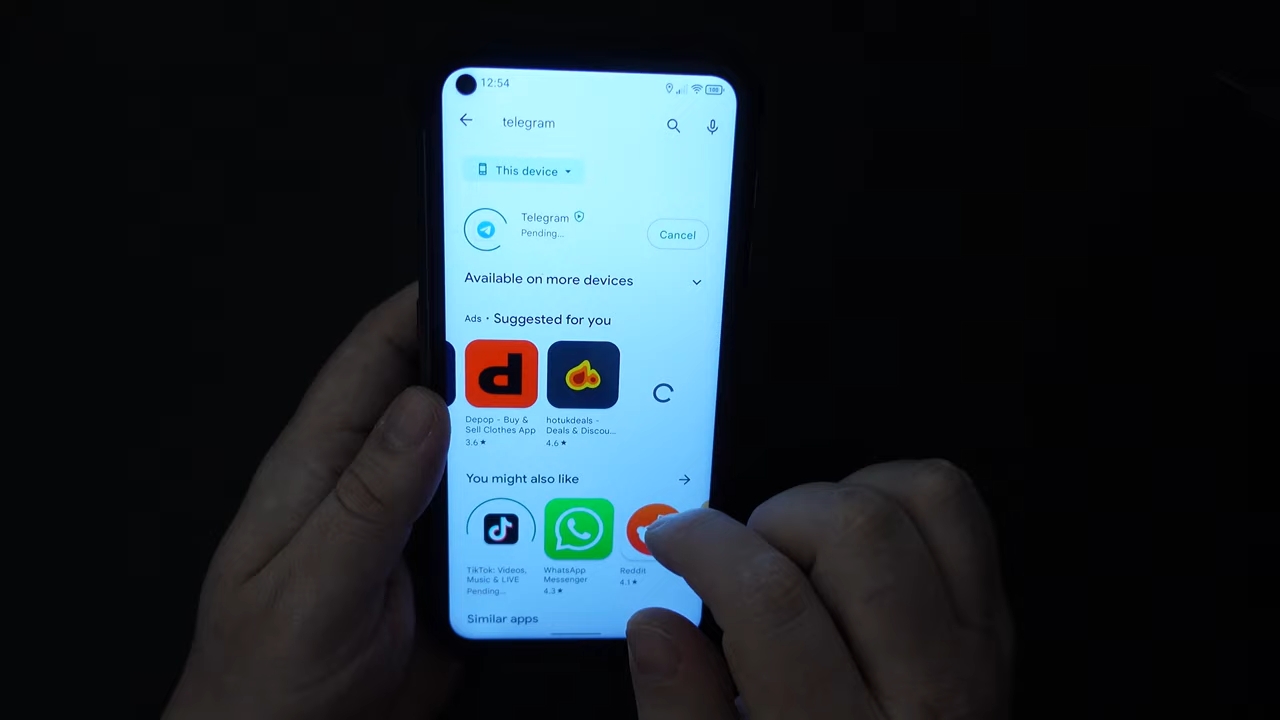 12:54
100
telegram
This device
Telegram
Pending...
Cancel
Available on more devices
Ads • Suggested for you
Depop - Buy &
Sell Clothes App
3.6★
hotukdeals -
Deals & Discou...
4.6★
You might also like
TikTok: Videos,
Music & LIVE
Pending...
WhatsApp
Messenger
4.3★
Reddit
4.1★
Similar apps